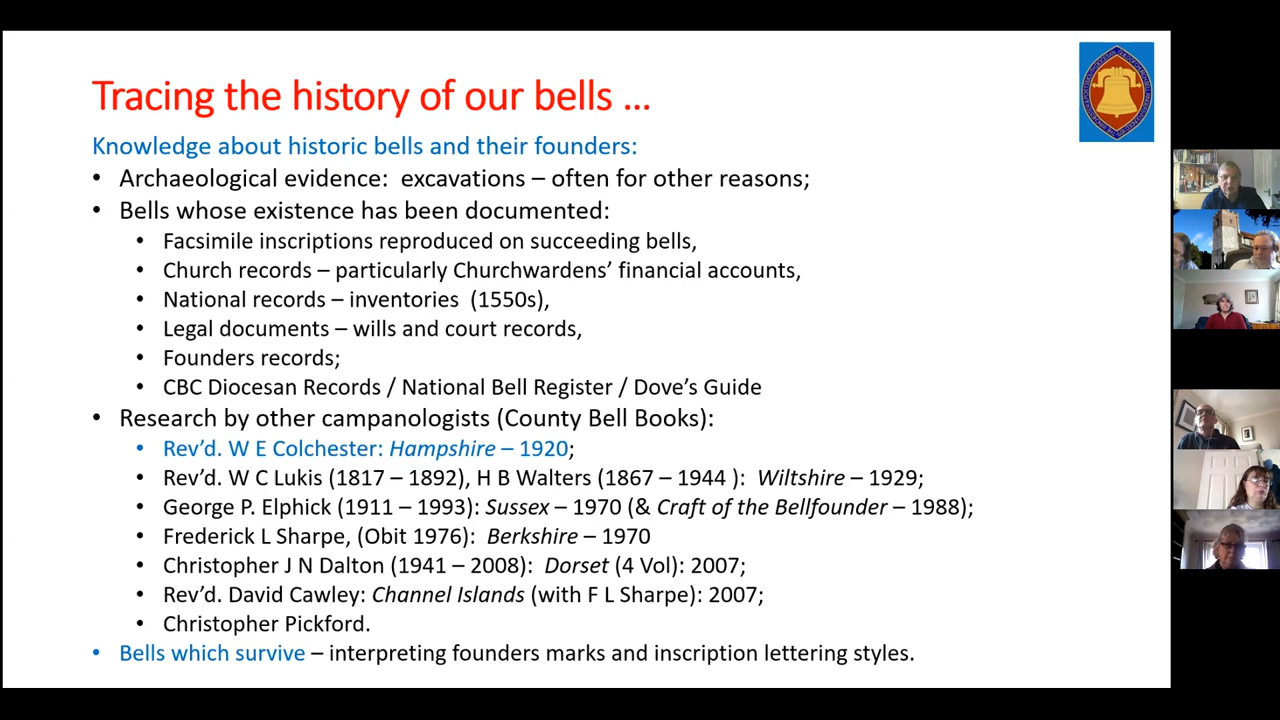 Tracing the history of our bells ...
Knowledge about historic bells and their founders:
• Archaeological evidence:  excavations – often for other reasons;
• Bells whose existence has been documented:
• Facsimile inscriptions reproduced on succeeding bells,
• Church records – particularly Churchwardens’ financial accounts,
• National records – inventories  (1550s),
• Legal documents – wills and court records,
• Founders records;
• CBC Diocesan Records / National Bell Register / Dove’s Guide
• Research by other campanologists (County Bell Books):
• Rev’d. W E Colchester: Hampshire – 1920;
• Rev’d. W C Lukis (1817 – 1892), H B Walters (1867 – 1944 ):  Wiltshire – 1929;
• George P. Elphick (1911 – 1993): Sussex – 1970 (& Craft of the Bellfounder – 1988);
• Frederick L Sharpe, (Obit 1976):  Berkshire – 1970
• Christopher J N Dalton (1941 – 2008):  Dorset (4 Vol): 2007;
• Rev’d. David Cawley: Channel Islands (with F L Sharpe): 2007;
• Christopher Pickford.
• Bells which survive – interpreting founders marks and inscription lettering styles.